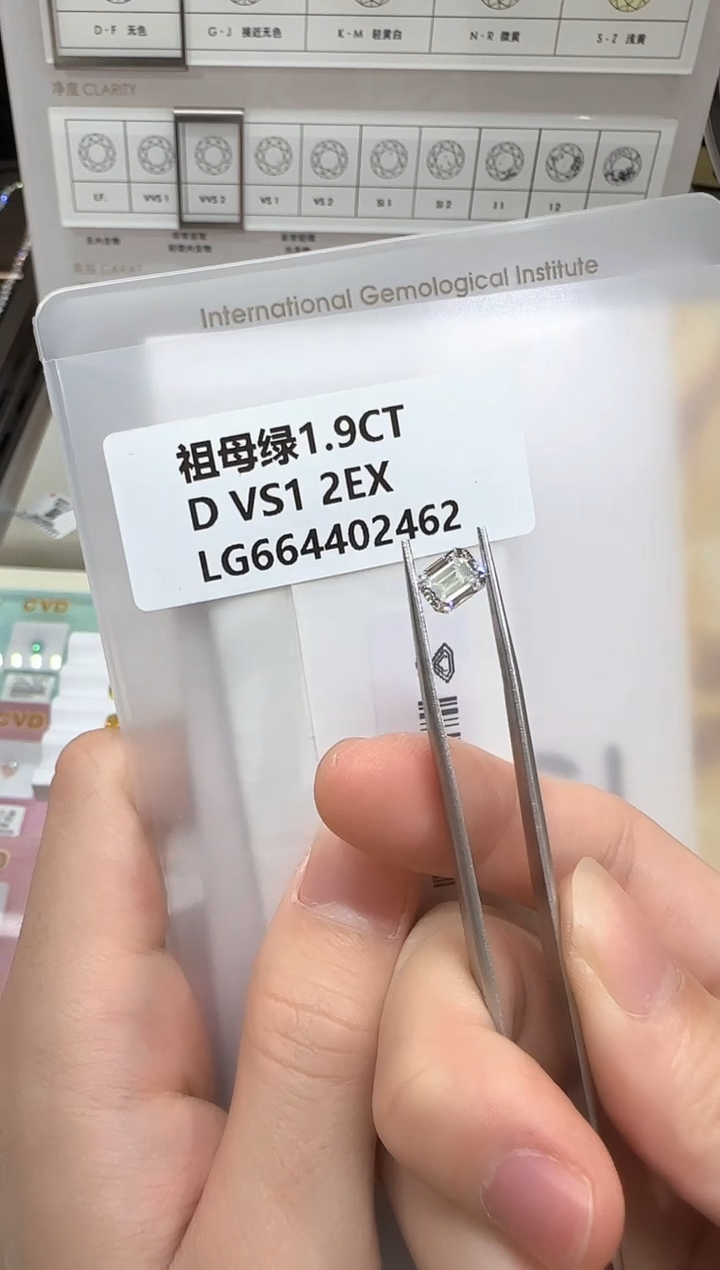 D-F 无色
G-J 接近无色
K-M 轻黄白
N-R 微黄
S-Z 浅黄
净度 CLARITY
VVS 1
VVS 2
VS 1
VS 2
SI 1
SI 2
I 1
I 2
International Gemological Institute
祖母绿1.9CT
D VS1 2EX
LG664402462
CVD
CVD